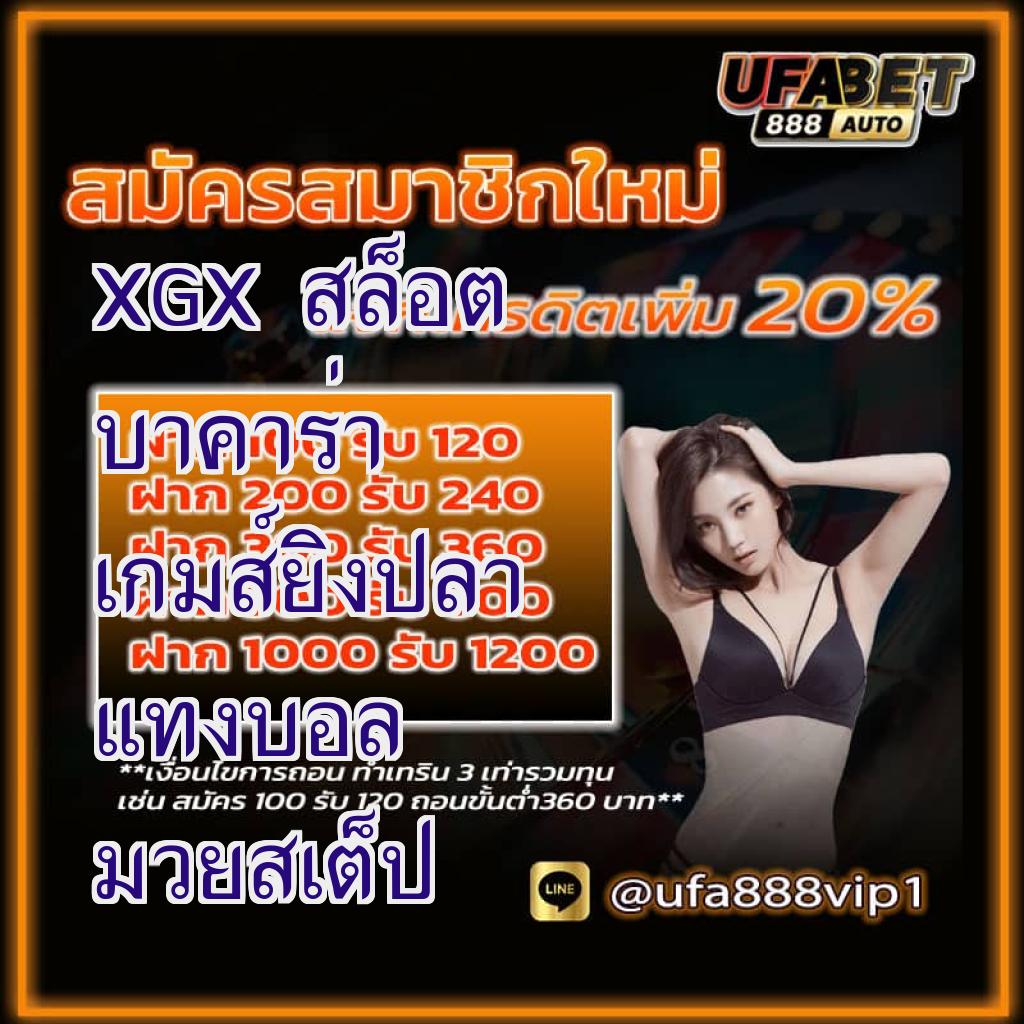 UFABET
888 AUTO
สมัครสมาชิกใหม่
XGX สล็อต
เครดิตเพิ่ม 20%
บาคาร่า
รับ 120
ฝาก 200 รับ 240
ฝาก รับ 360
เกมส์ยิงปลา
ฝาก 1000 รับ 1200
แทงบอล
**เงื่อนไขการถอน ทำเทริน 3 เท่ารวมทุน
เช่น สมัคร 100 รับ 120 ถอนขั้นต่ำ360 บาท**
มวยสเต็ป
LINE @ufa888vip1